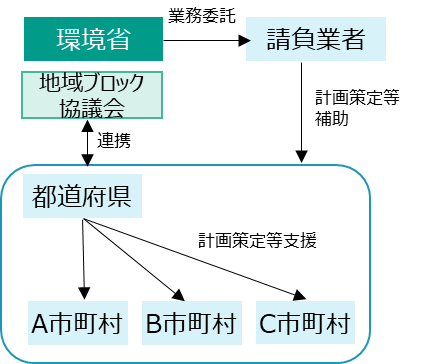 業務委託
環境省
請負業者
地域ブロック
協議会
計画策定等
補助
連携
都道府県
計画策定等支援
A市町村
B市町村
C市町村